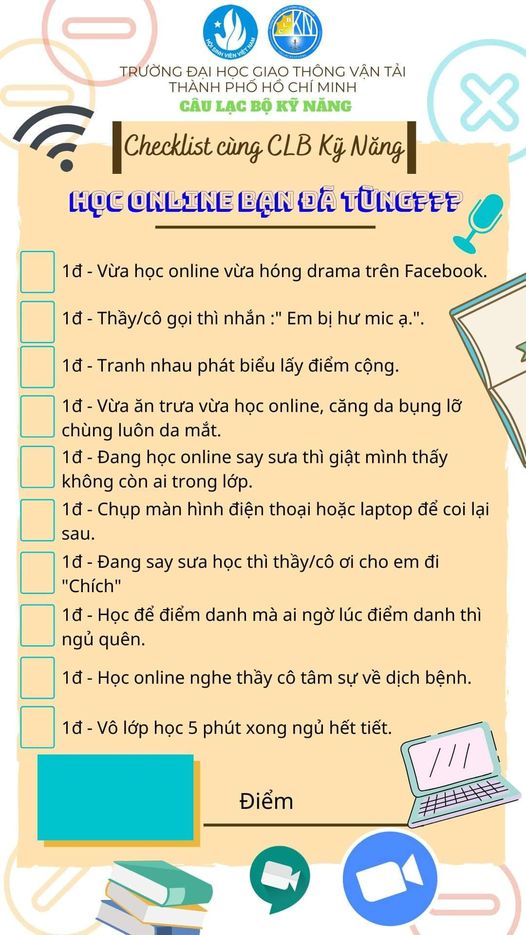 HỘI SINH VIÊN VIỆT NAM
KN
TRƯỜNG ĐẠI HỌC GIAO THÔNG VẬN TẢI
THÀNH PHỐ HỒ CHÍ MINH
CÂU LẠC BỘ KỸ NĂNG
Checklist cùng CLB Kỹ Năng
HỌC ONLINE BẠN ĐÃ TỪNG???
1đ - Vừa học online vừa hóng drama trên Facebook.
1đ - Thầy/cô gọi thì nhắn :" Em bị hư mic ạ.".
1đ - Tranh nhau phát biểu lấy điểm cộng.
1đ - Vừa ăn trưa vừa học online, căng da bụng lỡ
chùng luôn da mắt.
1đ - Đang học online say sưa thì giật mình thấy
không còn ai trong lớp.
1đ - Chụp màn hình điện thoại hoặc laptop để coi lại
sau.
1đ - Đang say sưa học thì thầy/cô ơi cho em đi
"Chích"
1đ - Học để điểm danh mà ai ngờ lúc điểm danh thì
ngủ quên.
1đ - Học online nghe thầy cô tâm sự về dịch bệnh.
1đ - Vô lớp học 5 phút xong ngủ hết tiết.
Điểm